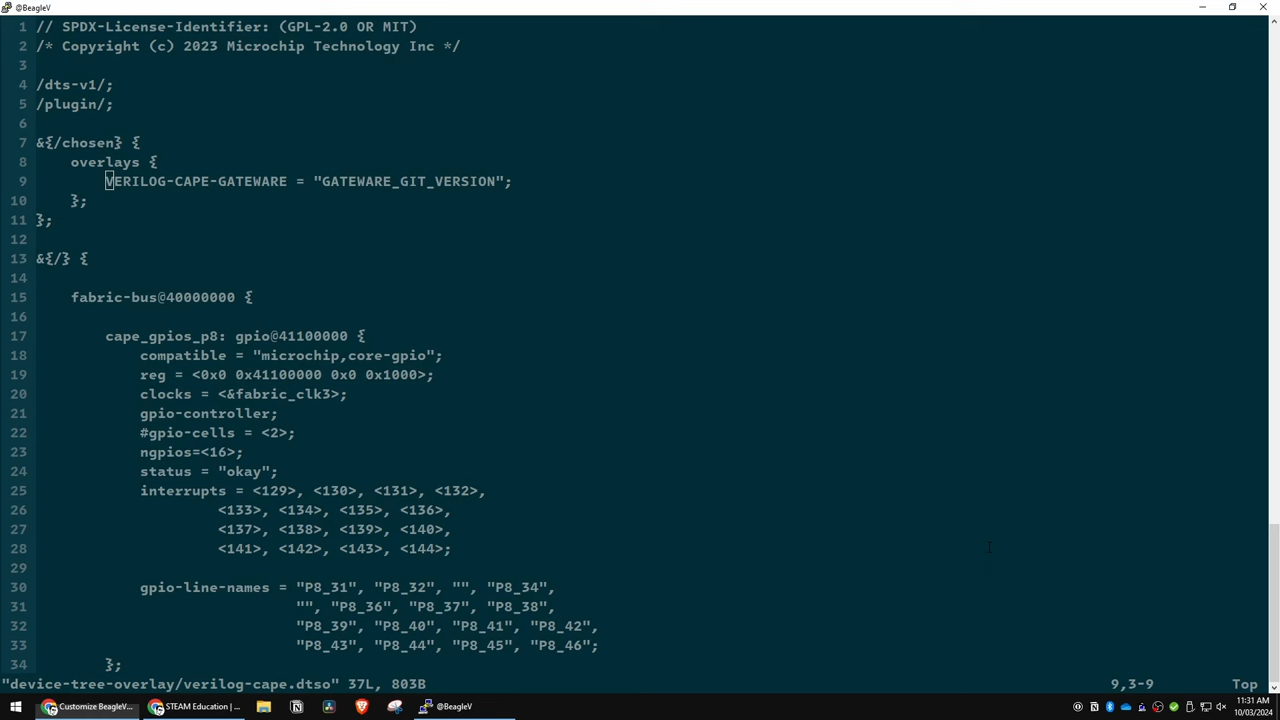 @BeagleV
1 // SPDX-License-Identifier: (GPL-2.0 OR MIT)
2 /* Copyright (c) 2023 Microchip Technology Inc */
3
4 /dts-v1/;
5 /plugin/;
6
7 &{/chosen} {
8     overlays {
9         VERILOG-CAPE-GATEWARE = "GATEWARE_GIT_VERSION";
10     };
11 };
12
13 &{/} {
14
15     fabric-bus@40000000 {
16
17         cape_gpios_p8: gpio@41100000 {
18             compatible = "microchip,core-gpio";
19             reg = <0x0 0x41100000 0x0 0x1000>;
20             clocks = <&fabric_clk3>;
21             gpio-controller;
22             #gpio-cells = <2>;
23             ngpios=<16>;
24             status = "okay";
25             interrupts = <129>, <130>, <131>, <132>,
26                      <133>, <134>, <135>, <136>,
27                      <137>, <138>, <139>, <140>,
28                      <141>, <142>, <143>, <144>;
29
30             gpio-line-names = "P8_31", "P8_32", "", "P8_34",
31                               "", "P8_36", "P8_37", "P8_38",
32                               "P8_39", "P8_40", "P8_41", "P8_42",
33                               "P8_43", "P8_44", "P8_45", "P8_46";
34         };
"device-tree-overlay/verilog-cape.dtso" 37L, 803B 9,3-9 Top
Customize BeagleV... STEAM Education | ... @BeagleV 11:31 AM
10/03/2024